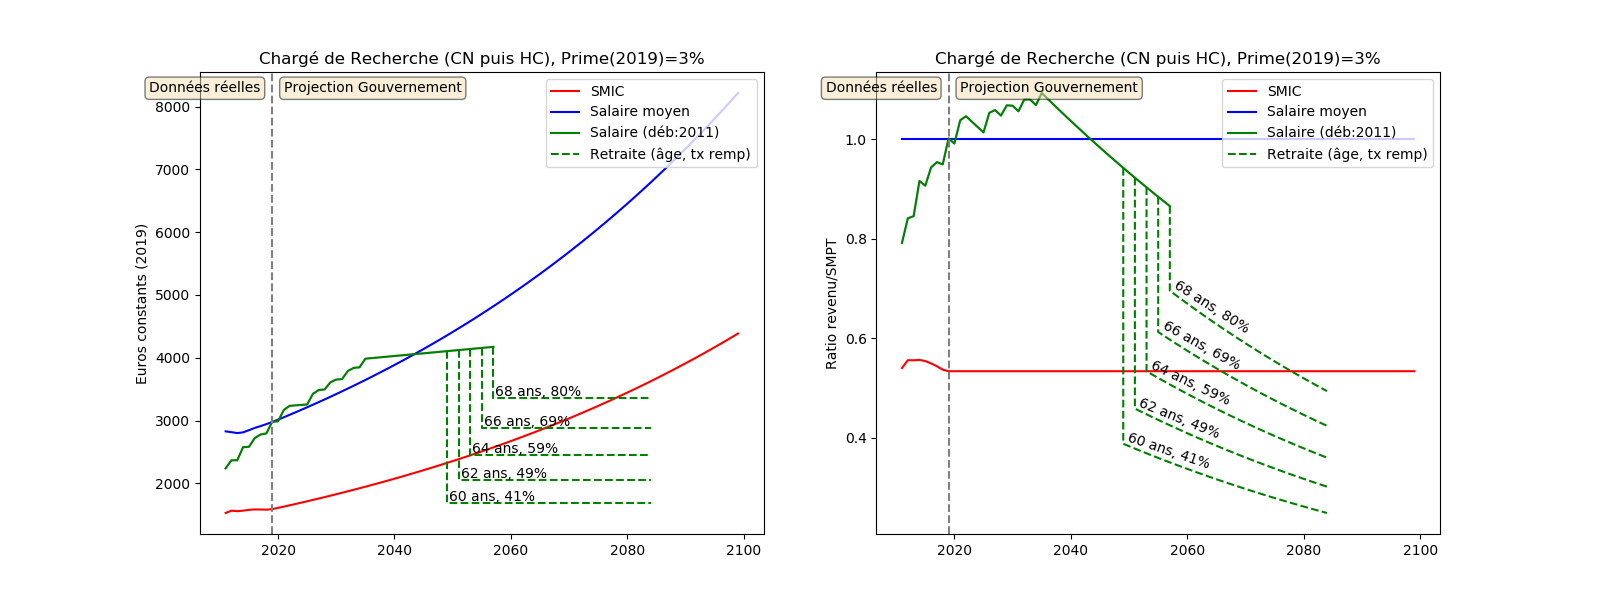 Chargé de Recherche (CN puis HC), Prime(2019)=3%
Données réelles
Projection Gouvernement
SMIC
Salaire moyen
Salaire (déb:2011)
Retraite (âge, tx remp)
Euros constants (2019)
8000
7000
6000
5000
4000
3000
2000
68 ans, 80%
66 ans, 69%
64 ans, 59%
62 ans, 49%
60 ans, 41%
2020
2040
2060
2080
2100
Chargé de Recherche (CN puis HC), Prime(2019)=3%
Données réelles
Projection Gouvernement
SMIC
Salaire moyen
Salaire (déb:2011)
Retraite (âge, tx remp)
Ratio revenu/SMPT
1.0
0.8
0.6
0.4
68 ans, 80%
66 ans, 69%
64 ans, 59%
62 ans, 49%
60 ans, 41%
2020
2040
2060
2080
2100